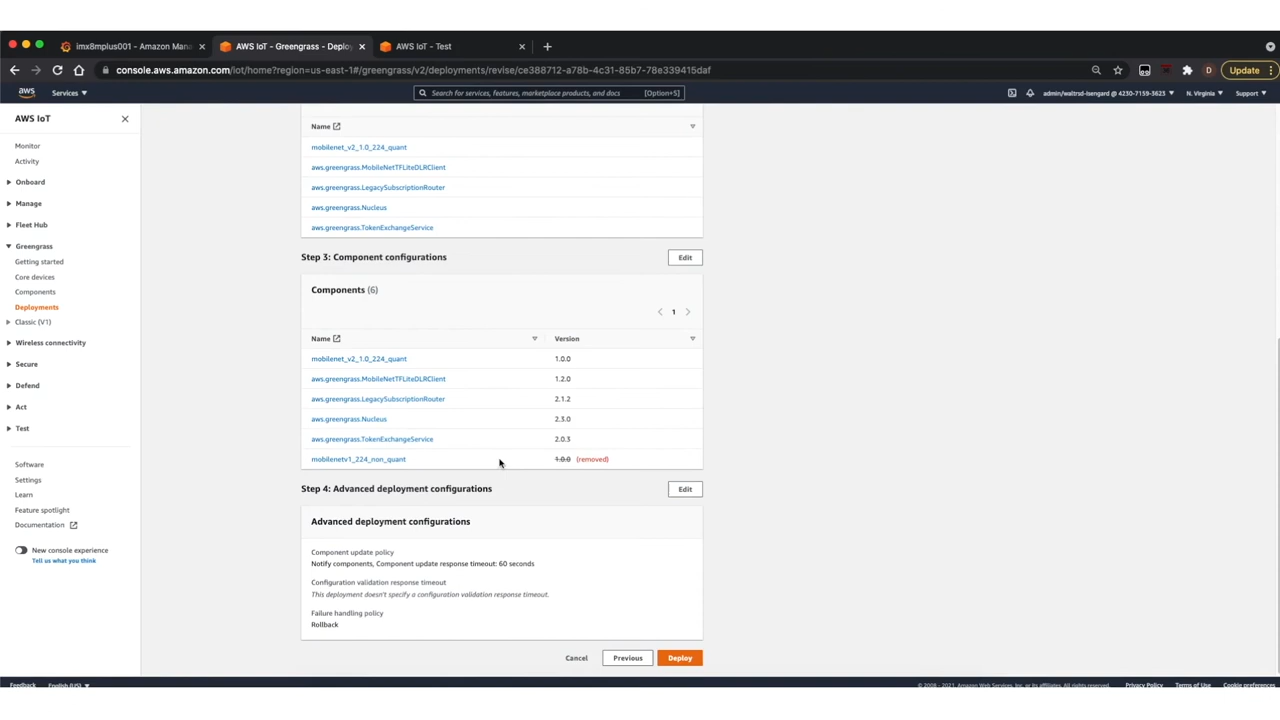 imx8mplus001 - Amazon Mana
AWS IoT - Greengrass - Deploy
AWS IoT - Test
console.aws.amazon.com/iot/home?region=us-east-1#/greengrass/v2/deployments/revise/ce388712-a78b-4c31-85b7-78e339415daf
D
Update
aws
Services
Search for services, features, marketplace products, and docs
[Option+S]
admin/waltrsd-isengard @ 4230-7159-3623
N. Virginia
Support
AWS IoT
Monitor
Activity
Onboard
Manage
Fleet Hub
Greengrass
Getting started
Core devices
Components
Deployments
Classic (V1)
Wireless connectivity
Secure
Defend
Act
Test
Software
Settings
Learn
Feature spotlight
Documentation
New console experience
Tell us what you think
Name
mobilenet_v2_1.0_224_quant
aws.greengrass.MobileNetTFLiteDLRClient
aws.greengrass.LegacySubscriptionRouter
aws.greengrass.Nucleus
aws.greengrass.TokenExchangeService
Step 3: Component configurations
Edit
Components (6)
1
Name
Version
mobilenet_v2_1.0_224_quant
1.0.0
aws.greengrass.MobileNetTFLiteDLRClient
1.2.0
aws.greengrass.LegacySubscriptionRouter
2.1.2
aws.greengrass.Nucleus
2.3.0
aws.greengrass.TokenExchangeService
2.0.3
mobilenetv1_224_non_quant
1.0.0 (removed)
Step 4: Advanced deployment configurations
Edit
Advanced deployment configurations
Component update policy
Notify components, Component update response timeout: 60 seconds
Configuration validation response timeout
This deployment doesn't specify a configuration validation response timeout.
Failure handling policy
Rollback
Cancel
Previous
Deploy
Feedback
English (US)
© 2008 - 2021, Amazon Web Services, Inc. or its affiliates. All rights reserved.
Privacy Policy
Terms of Use
Cookie preferences